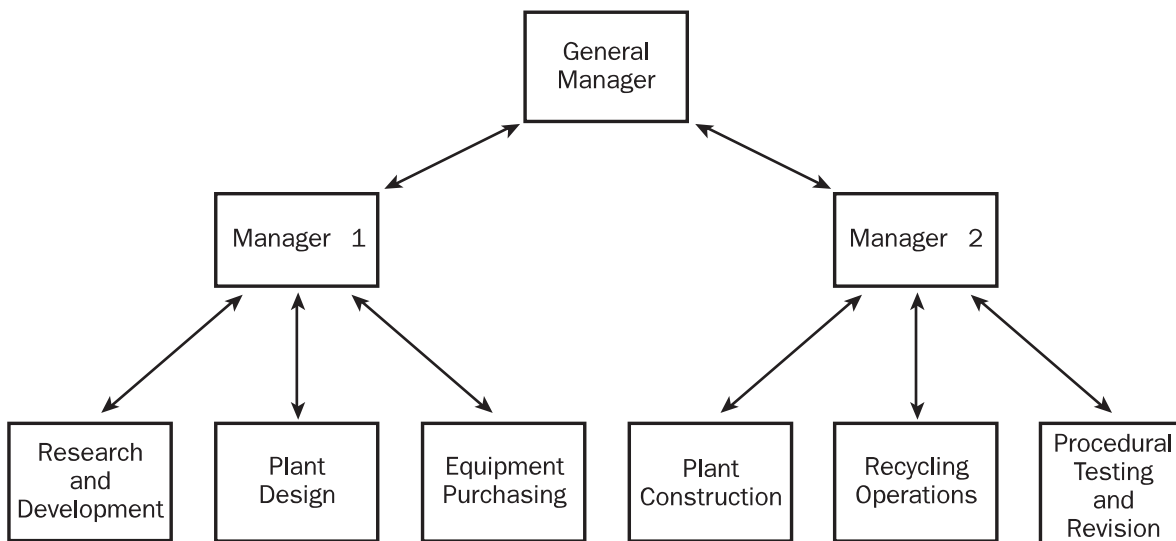 General
Manager
Manager 1
Manager 2
Research
and
Development
Plant
Design
Equipment
Purchasing
Plant
Construction
Recycling
Operations
Procedural
Testing
and
Revision